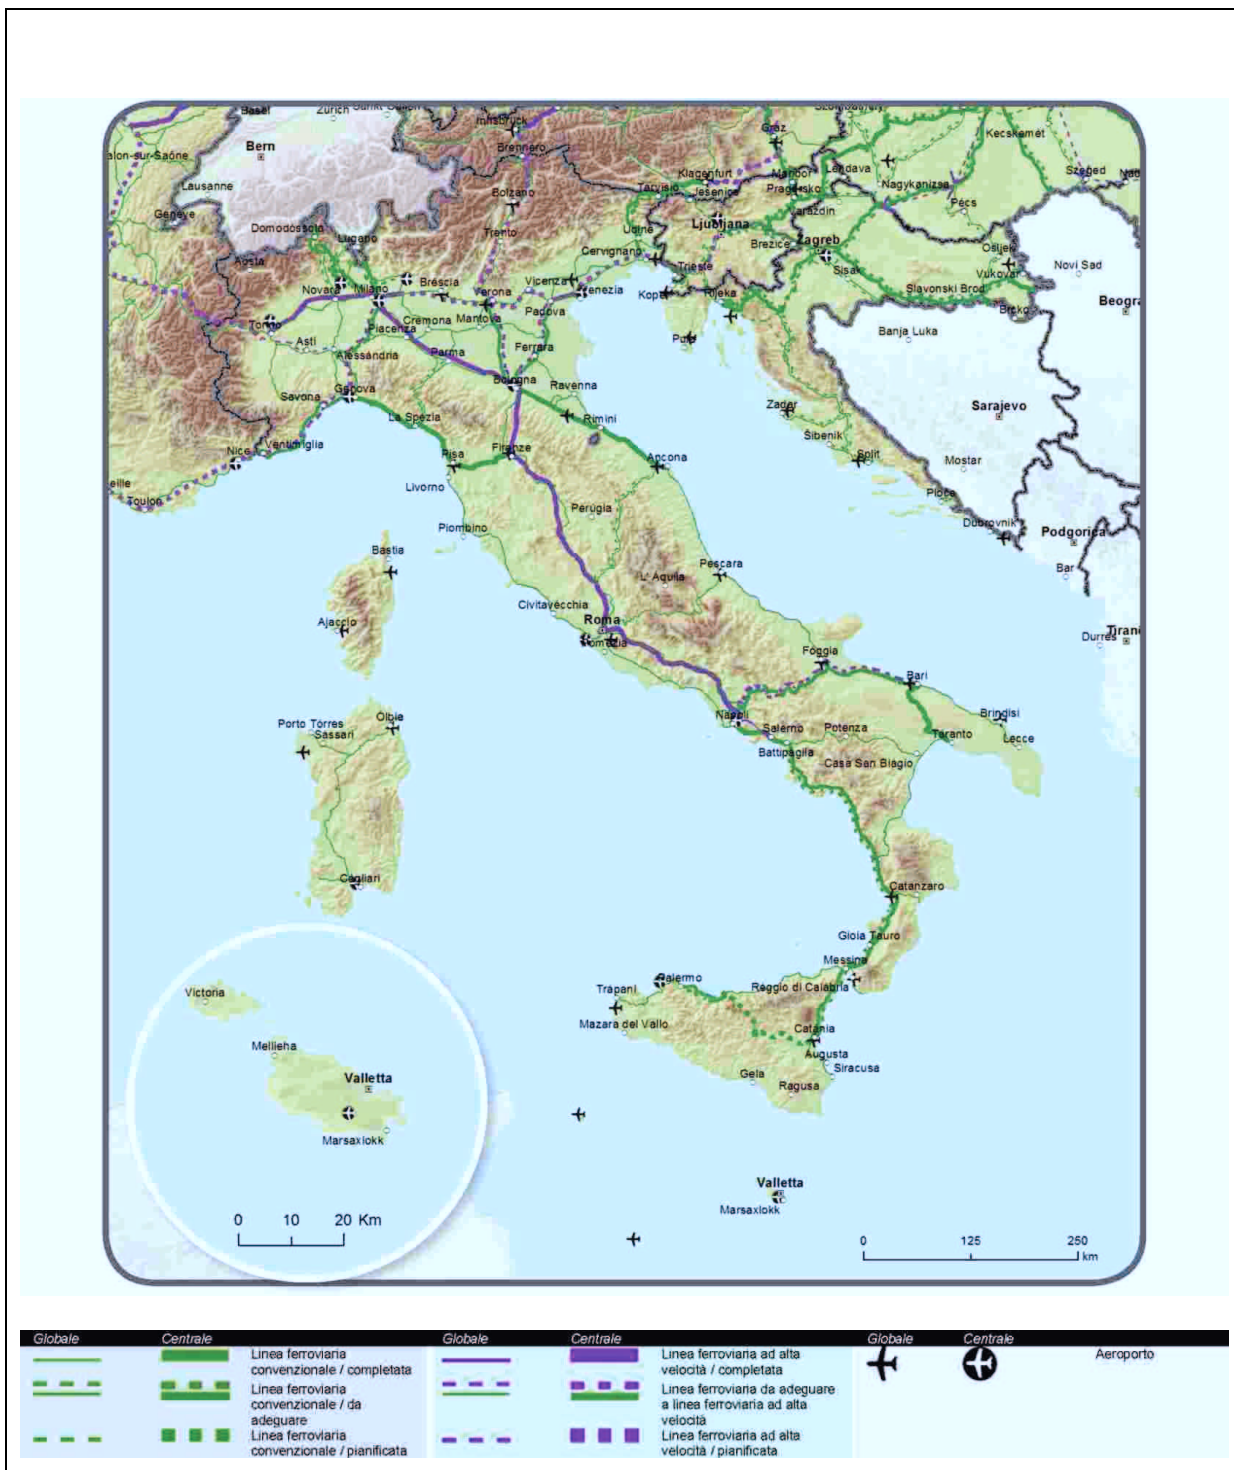 Basel
Zürich
Innsbruck
Graz
Kecskemét
Bern
Brennero
alon-sur-Saône
Klagenfurt
Maribor
Lendava
Szeged
Lausanne
Bolzano
Tarvisio
Jesenice
Pragersko
Nagykanizsa
Genève
Varazdin
Pécs
Domodossola
Lugano
Trento
Udine
Ljubljana
Brezice
Zagreb
Osijek
Cervignano
Aosta
Trieste
Sisak
Vukovar
Novi Sad
Novara
Milano
Bréscia
Verona
Vicenza
Venezia
Koper
Rijeka
Slavonski Brod
Brcko
Beogra
Torino
Piacenza
Cremona
Mantova
Padova
Asti
Alessándria
Parma
Ferrara
Pula
Banja Luka
Savona
Genova
Bologna
Ravenna
Zadar
Sarajevo
La Spezia
Rimini
Šibenik
Nice
Ventimiglia
Pisa
Firenze
Ancona
Split
Mostar
eille
Toulon
Livorno
Ploce
Piombino
Perugia
Dubrovnik
Podgorica
Bastia
L' Aquila
Pescara
Bar
Ajaccio
Civitavecchia
Roma
Pomezia
Tiran
Durres
Foggia
Bari
Porto Torres
Sassari
Olbia
Napoli
Salerno
Potenza
Brindisi
Taranto
Lecce
Battipaglia
Casa San Biagio
Cagliari
Catanzaro
Gioia Tauro
Messina
Reggio di Calabria
Palermo
Trapani
Mazara del Vallo
Catania
Augusta
Siracusa
Gela
Ragusa
Victoria
Mellieha
Valletta
Marsaxlokk
0 10 20 Km
Valletta
Marsaxlokk
0 125 250
km
Globale Centrale Globale Centrale Globale Centrale
Linea ferroviaria
convenzionale / completata
Linea ferroviaria
convenzionale / da
adeguare
Linea ferroviaria
convenzionale / pianificata
Linea ferroviaria ad alta
velocità / completata
Linea ferroviaria da adeguare
a linea ferroviaria ad alta
velocità
Linea ferroviaria ad alta
velocità / pianificata
Aeroporto